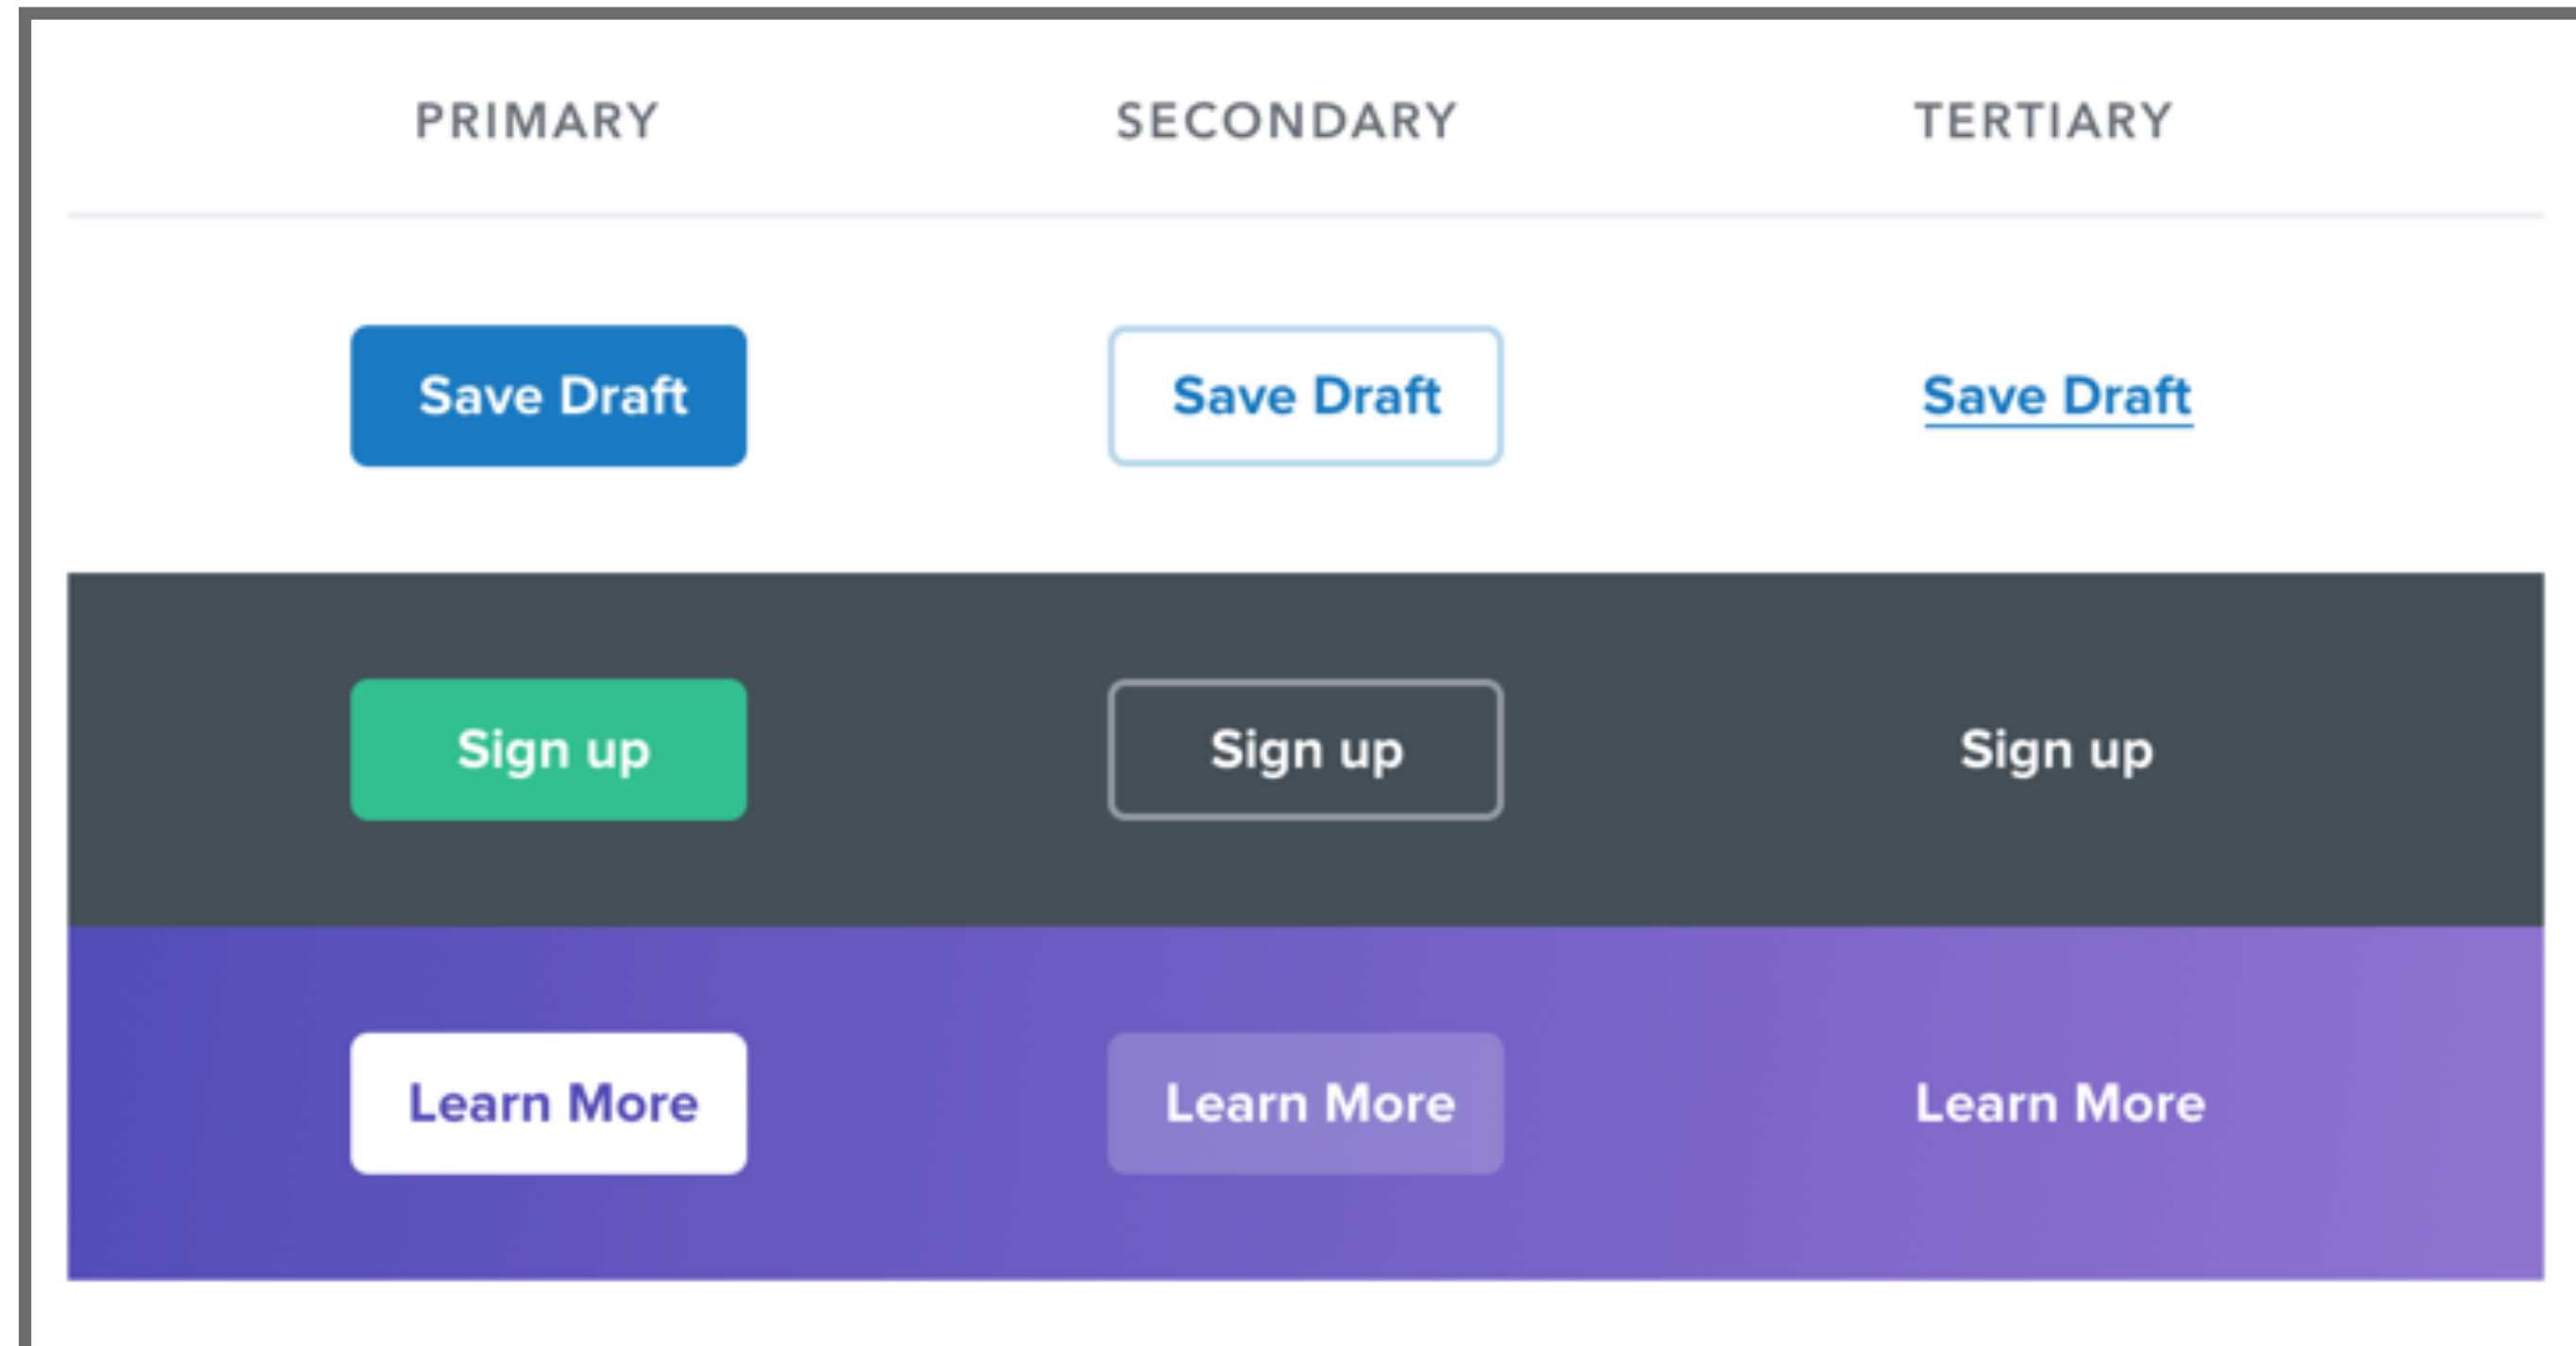 PRIMARY SECONDARY TERTIARY
Save Draft Save Draft Save Draft
Sign up Sign up Sign up
Learn More Learn More Learn More